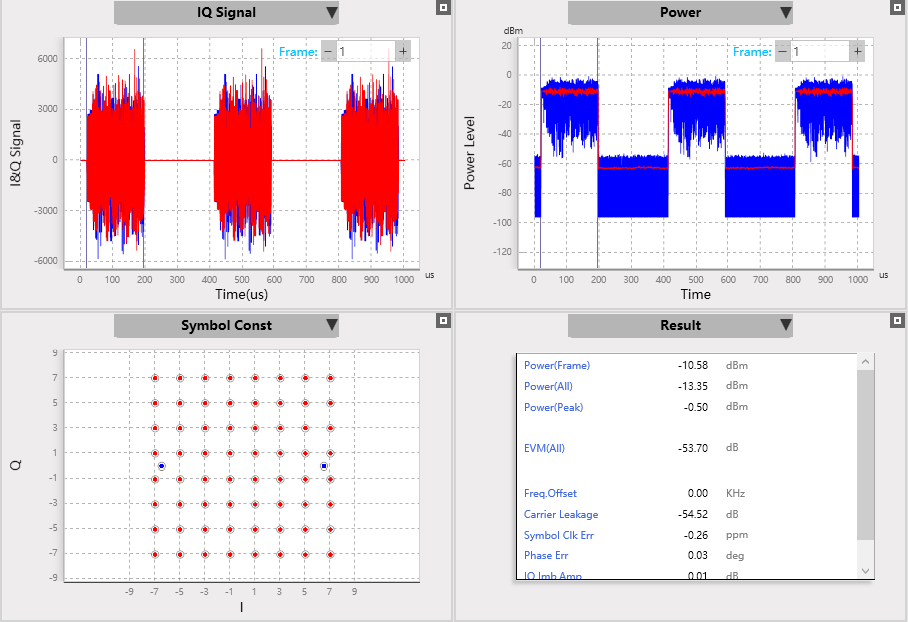 IQ Signal
Frame: − 1 +
I&Q Signal
6000
3000
0
-3000
-6000
0 100 200 300 400 500 600 700 800 900 1000
us
Time(us)
Power
dBm
Frame: − 1 +
Power Level
20
0
-20
-40
-60
-80
-100
-120
0 100 200 300 400 500 600 700 800 900 1000
us
Time
Symbol Const
Q
9
7
5
3
1
-1
-3
-5
-7
-9
-9 -7 -5 -3 -1 1 3 5 7 9
I
Result
Power(Frame) -10.58 dBm
Power(All) -13.35 dBm
Power(Peak) -0.50 dBm
EVM(All) -53.70 dB
Freq.Offset 0.00 KHz
Carrier Leakage -54.52 dB
Symbol Clk Err -0.26 ppm
Phase Err 0.03 deg
IQ Imb Amp 0.01 dB